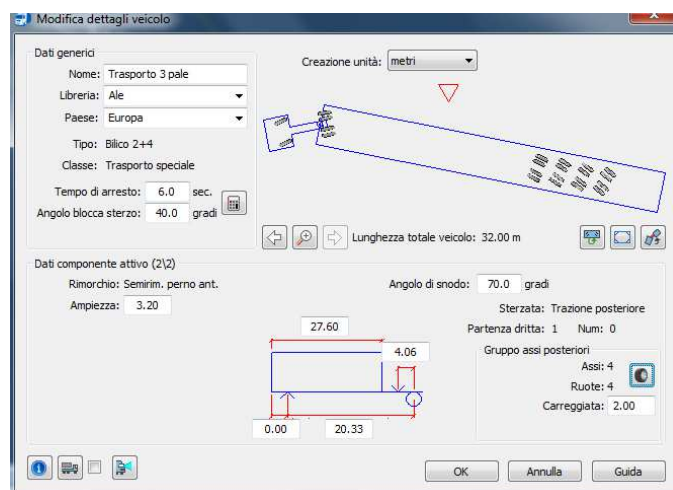 Modifica dettagli veicolo
Dati generici
Nome: Trasporto 3 pale
Libreria: Ale
Paese: Europa
Tipo: Bilico 2+4
Classe: Trasporto speciale
Tempo di arresto: 6.0 sec.
Angolo blocca sterzo: 40.0 gradi
Creazione unità: metri
Lunghezza totale veicolo: 32.00 m
Dati componente attivo (2\2)
Rimorchio: Semirim. perno ant.
Ampiezza: 3.20
Angolo di snodo: 70.0 gradi
Sterzata: Trazione posteriore
Partenza dritta: 1 Num: 0
27.60
4.06
0.00
20.33
Gruppo assi posteriori
Assi: 4
Ruote: 4
Carreggiata: 2.00
OK Annulla Guida